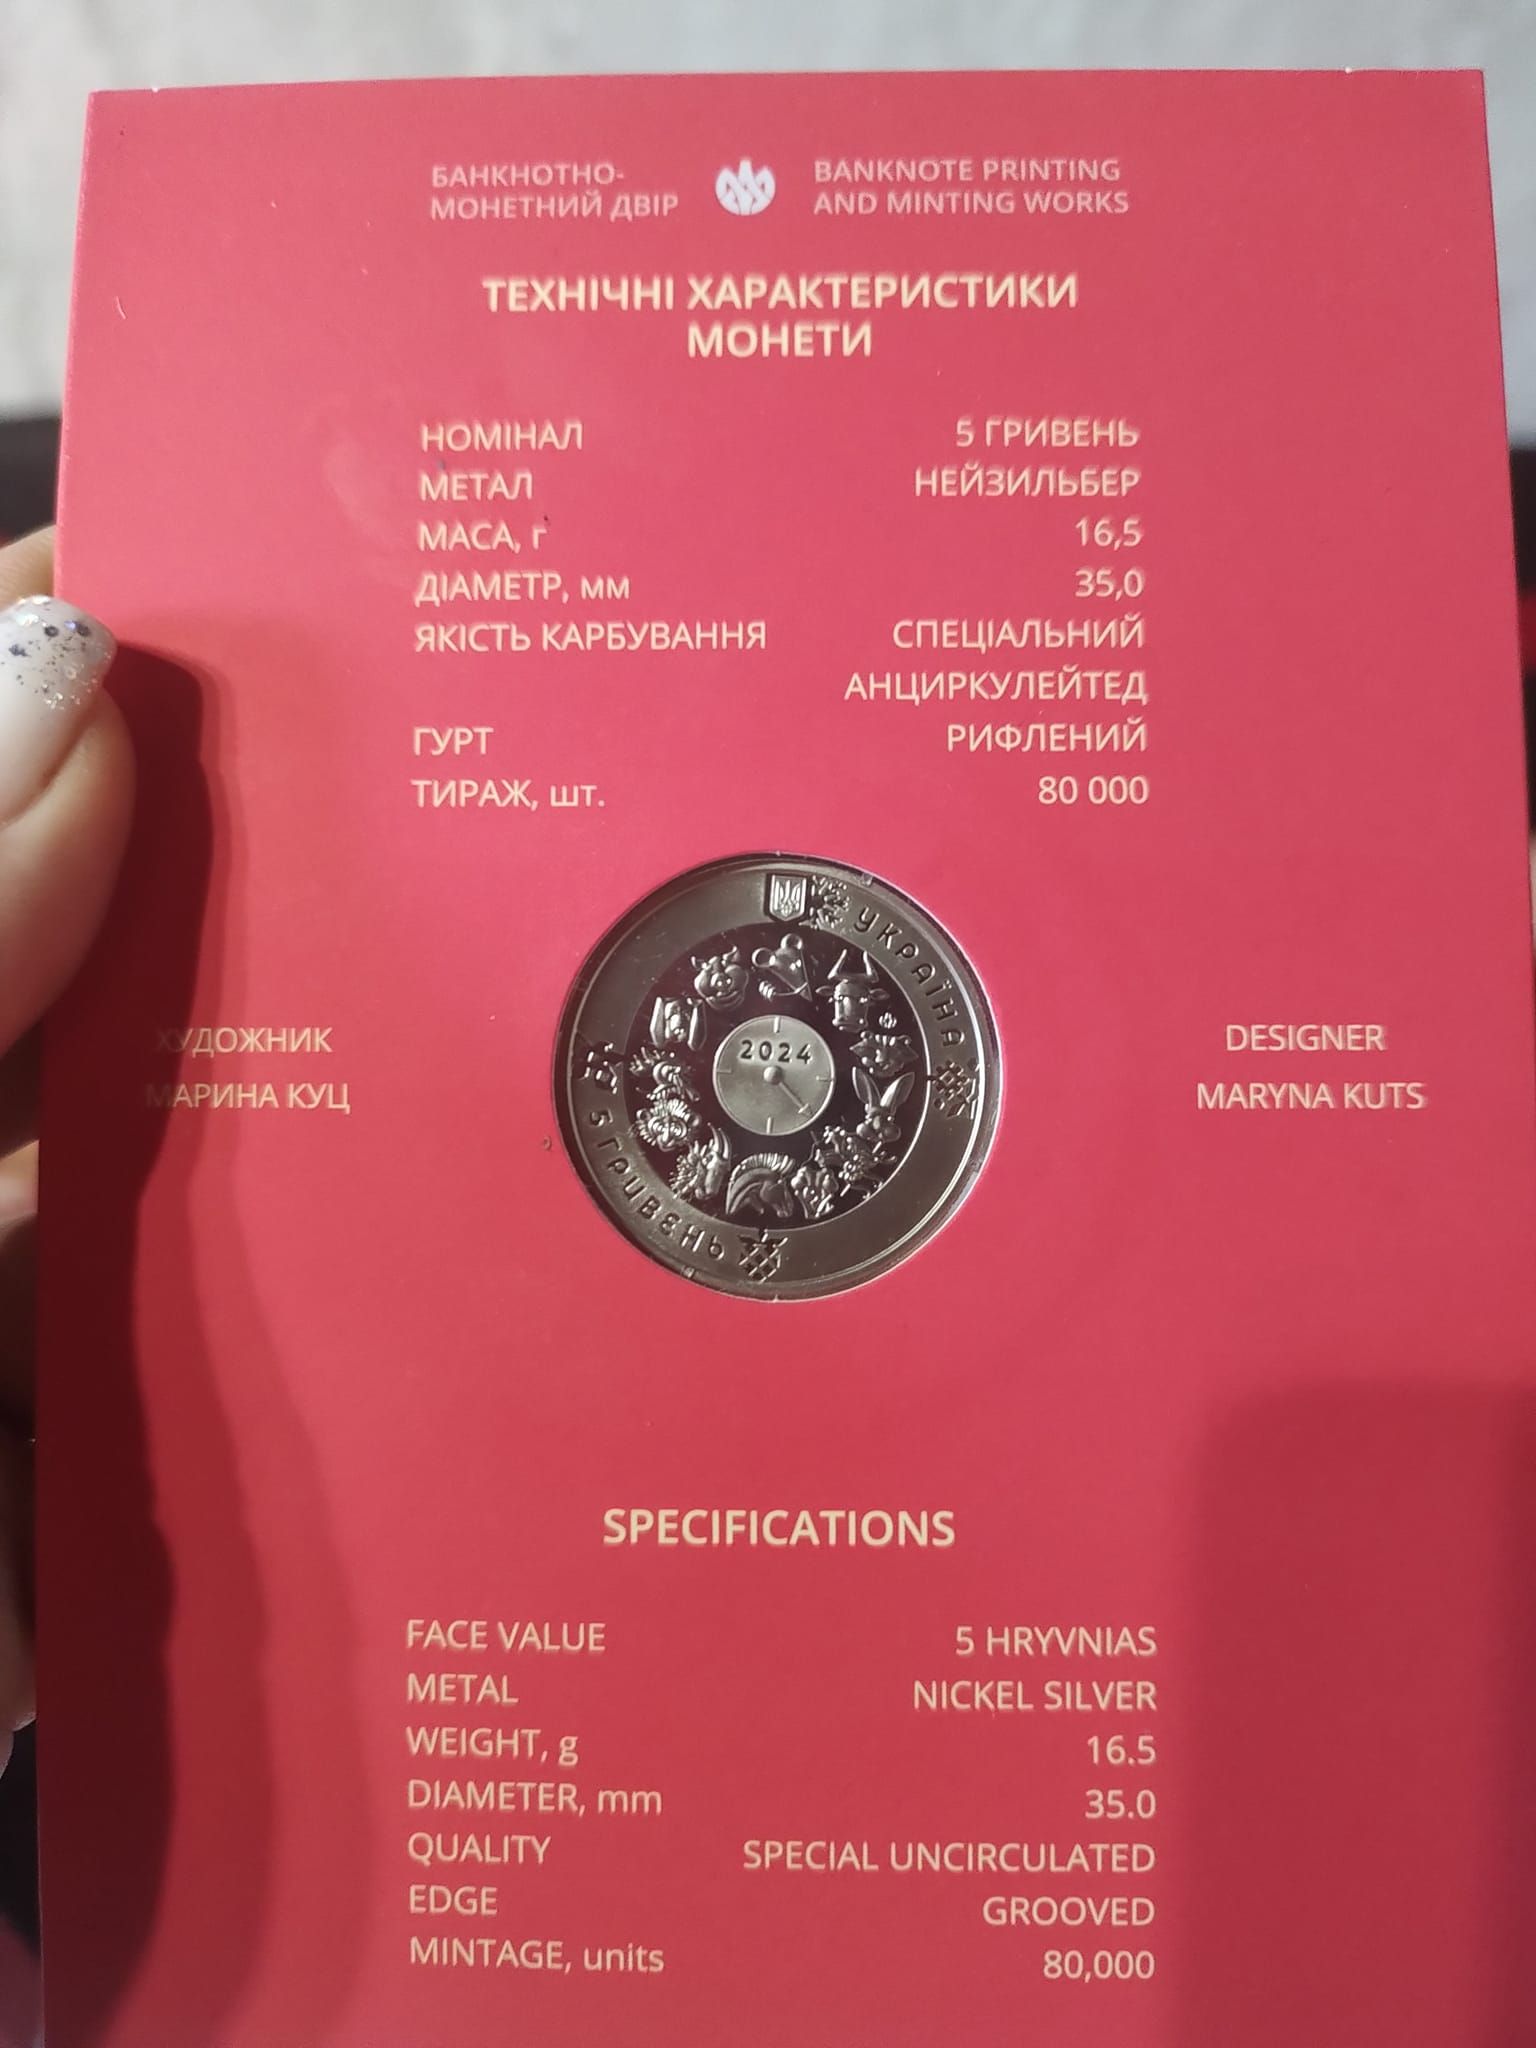 БАНКНОТНО-
МОНЕТНИЙ ДВІР
BANKNOTE PRINTING
AND MINTING WORKS
ТЕХНІЧНІ ХАРАКТЕРИСТИКИ
МОНЕТИ
НОМІНАЛ 5 ГРИВЕНЬ
МЕТАЛ НЕЙЗИЛЬБЕР
МАСА, г 16,5
ДІАМЕТР, мм 35,0
ЯКІСТЬ КАРБУВАННЯ СПЕЦІАЛЬНИЙ
АНЦИРКУЛЕЙТЕД
ГУРТ РИФЛЕНИЙ
ТИРАЖ, шт. 80 000
УКРАЇНА
2024
5 ГРИВЕНЬ
ХУДОЖНИК
МАРИНА КУЦ
DESIGNER
MARYNA KUTS
SPECIFICATIONS
FACE VALUE 5 HRYVNIAS
METAL NICKEL SILVER
WEIGHT, g 16.5
DIAMETER, mm 35.0
QUALITY SPECIAL UNCIRCULATED
EDGE GROOVED
MINTAGE, units 80,000